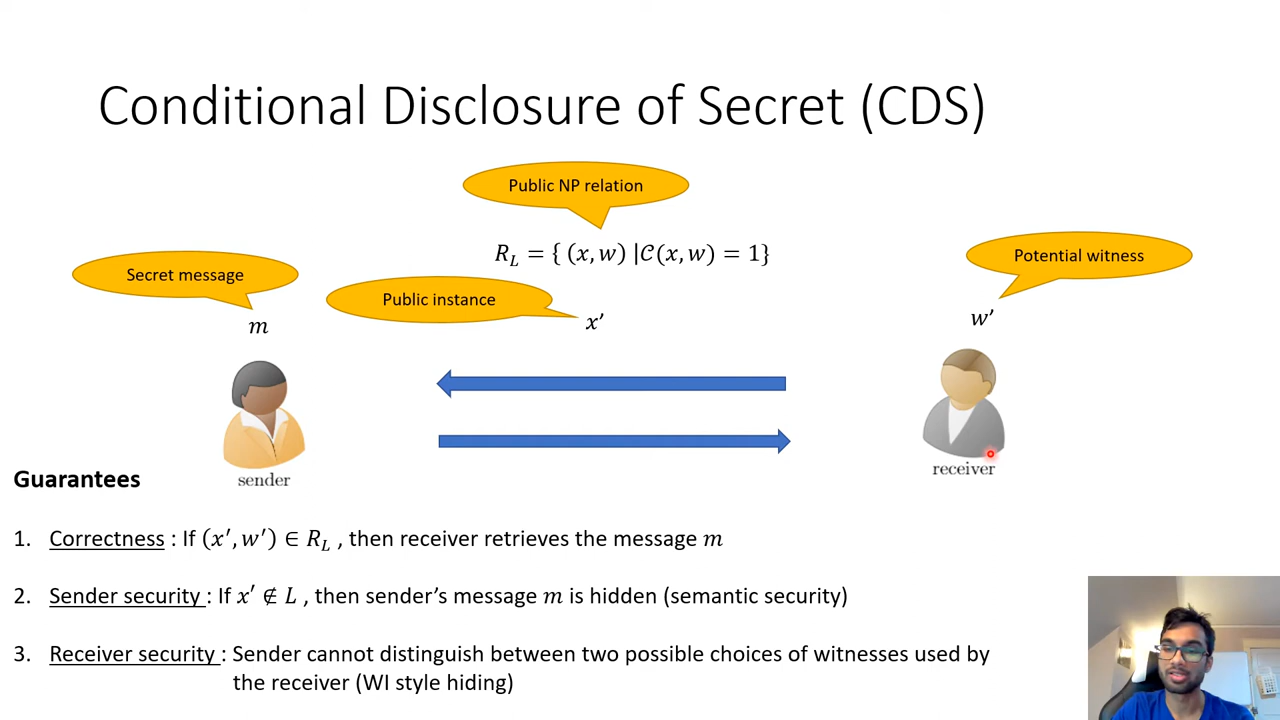 Conditional Disclosure of Secret (CDS)
Public NP relation
R_L = { (x, w) |𝒞(x, w) = 1}
Secret message
Potential witness
Public instance
m
x′
w′
sender
receiver
Guarantees
1. Correctness : If (x′, w′) ∈ R_L , then receiver retrieves the message m
2. Sender security : If x′ ∉ L , then sender's message m is hidden (semantic security)
3. Receiver security : Sender cannot distinguish between two possible choices of witnesses used by
the receiver (WI style hiding)